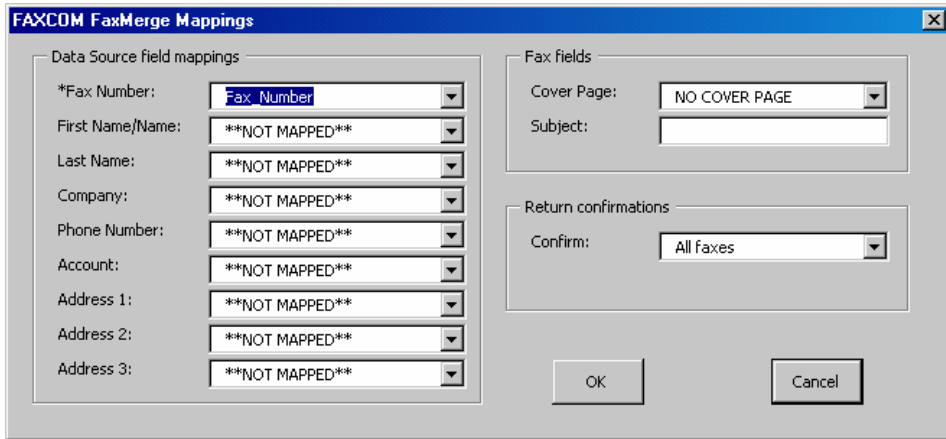 FAXCOM FaxMerge Mappings
Data Source field mappings
*Fax Number: Fax_Number
First Name/Name: **NOT MAPPED**
Last Name: **NOT MAPPED**
Company: **NOT MAPPED**
Phone Number: **NOT MAPPED**
Account: **NOT MAPPED**
Address 1: **NOT MAPPED**
Address 2: **NOT MAPPED**
Address 3: **NOT MAPPED**
Fax fields
Cover Page: NO COVER PAGE
Subject:
Return confirmations
Confirm: All faxes
OK
Cancel